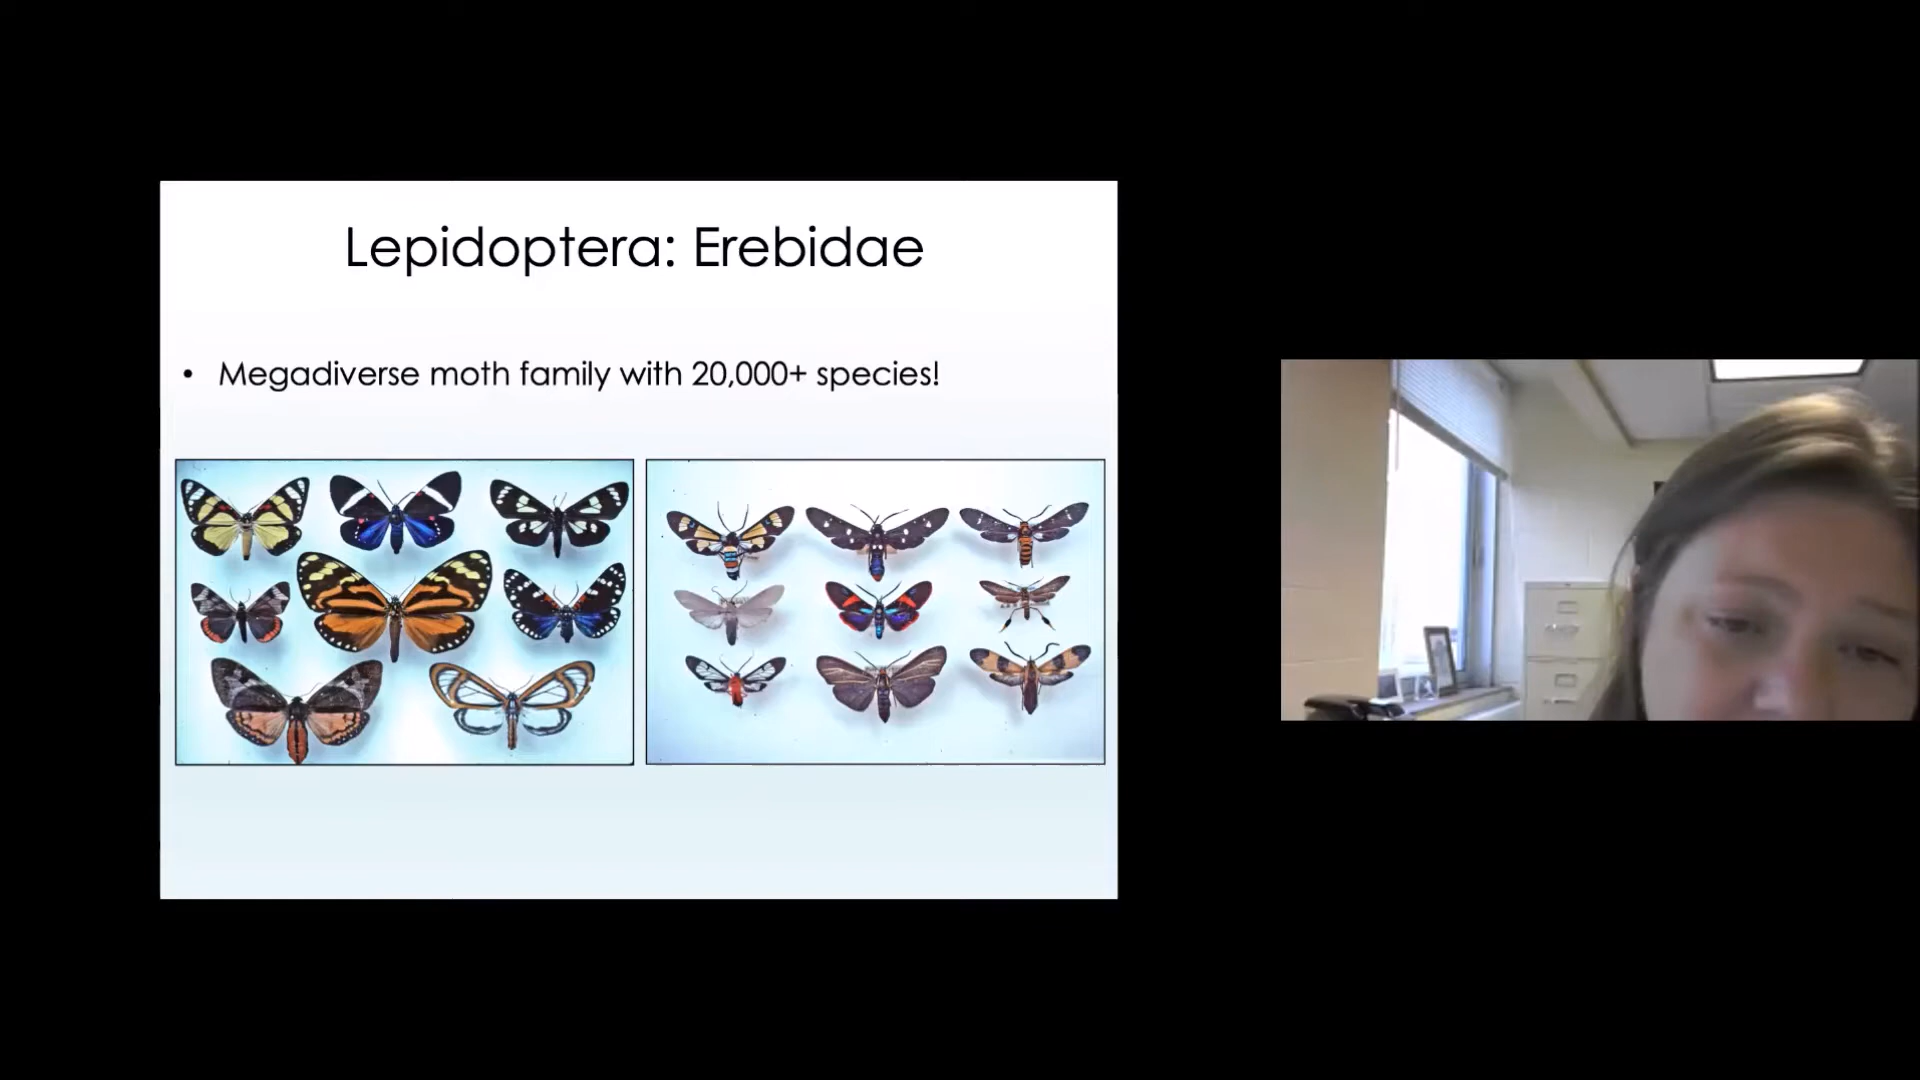 Lepidoptera: Erebidae
• Megadiverse moth family with 20,000+ species!